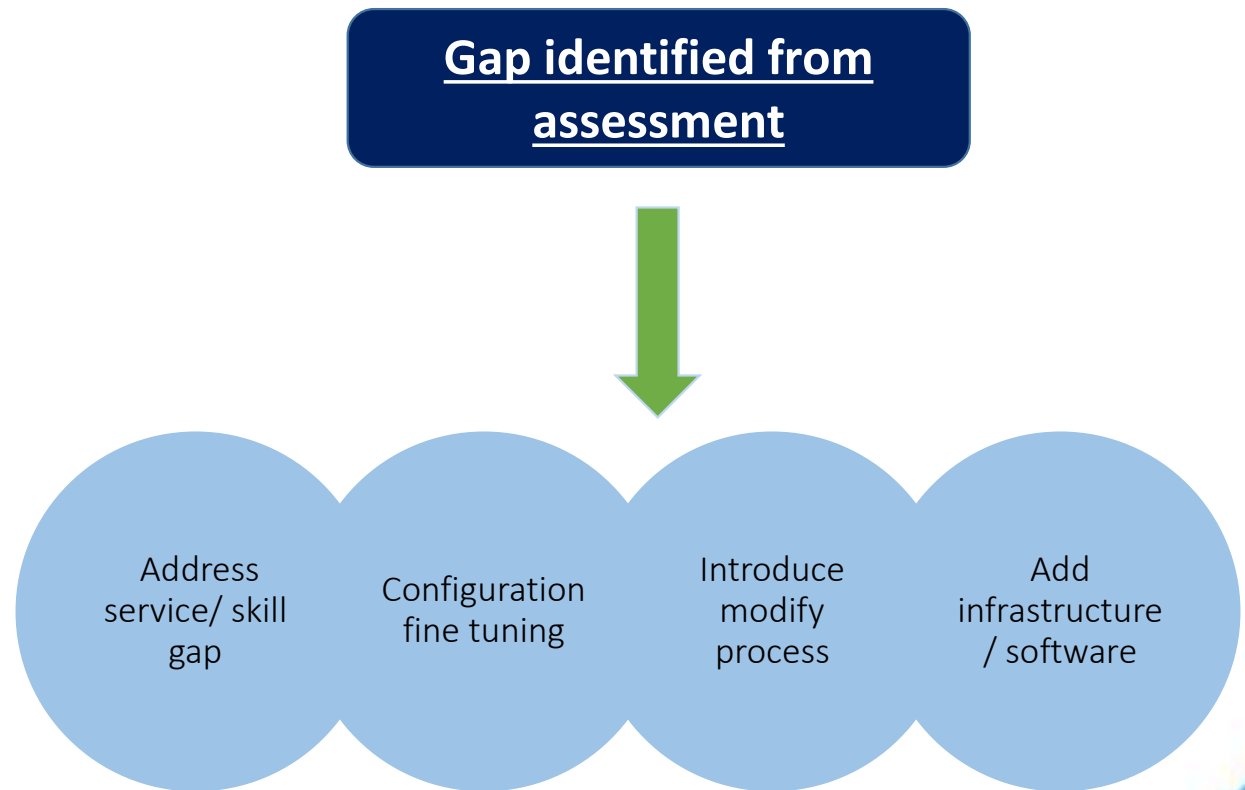 Gap identified from
assessment
Address
service/ skill
gap
Configuration
fine tuning
Introduce
modify
process
Add
infrastructure
/ software